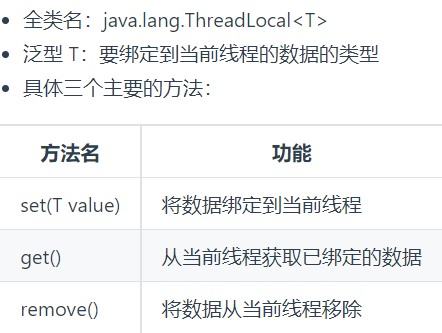 • 全类名：java.lang.ThreadLocal<T>
• 泛型 T：要绑定到当前线程的数据的类型
• 具体三个主要的方法：
方法名 功能
set(T value) 将数据绑定到当前线程
get() 从当前线程获取已绑定的数据
remove() 将数据从当前线程移除